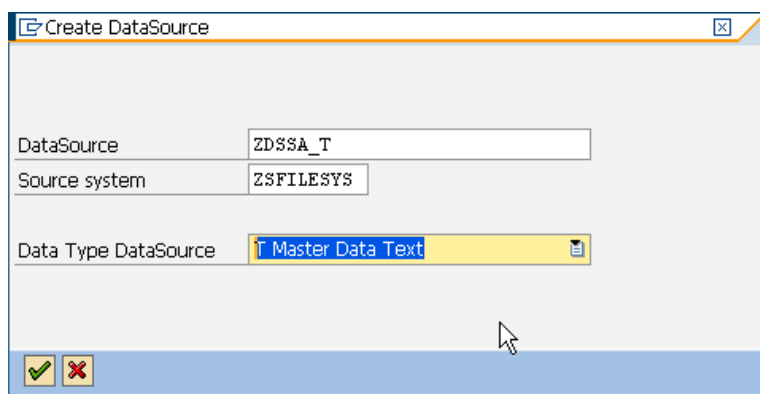 Create DataSource
DataSource ZDSSA_T
Source system ZSFILESYS
Data Type DataSource T Master Data Text